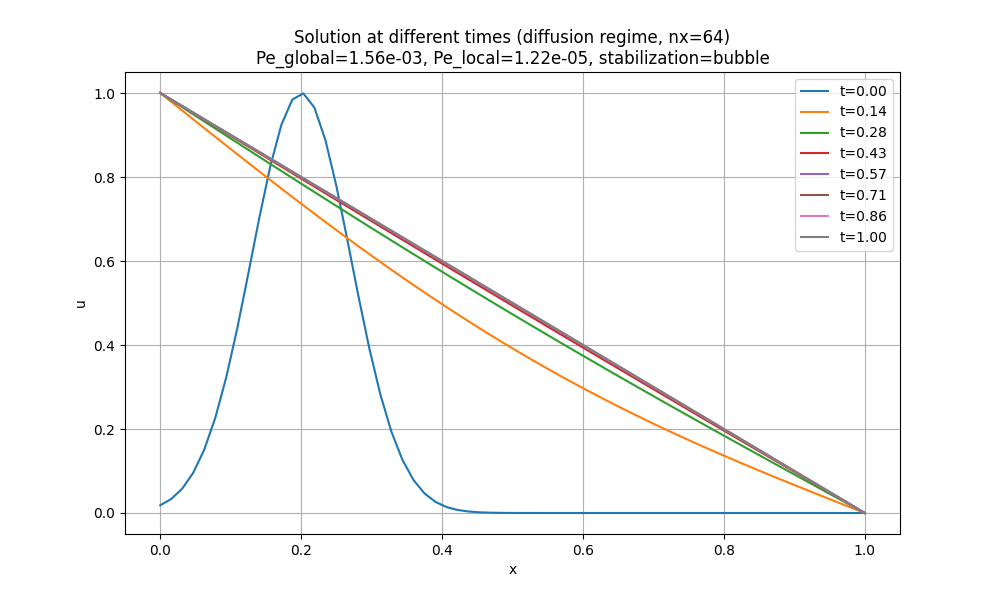 Solution at different times (diffusion regime, nx=64)
Pe_global=1.56e-03, Pe_local=1.22e-05, stabilization=bubble
t=0.00
t=0.14
t=0.28
t=0.43
t=0.57
t=0.71
t=0.86
t=1.00
1.0
0.8
0.6
0.4
0.2
0.0
u
0.0 0.2 0.4 0.6 0.8 1.0
x